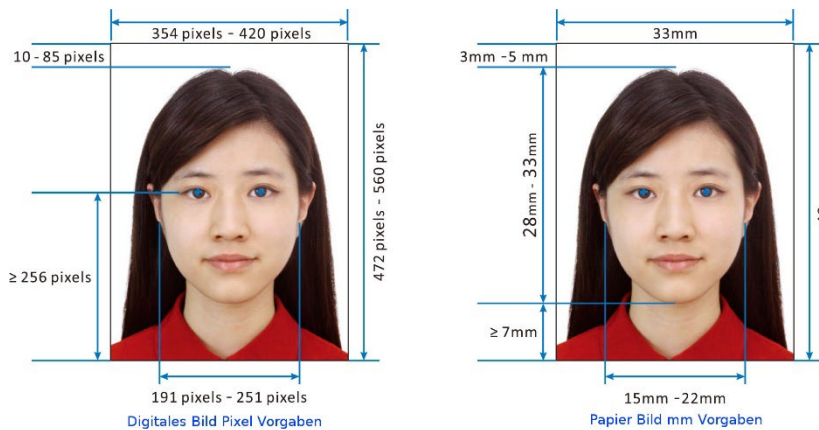 354 pixels - 420 pixels
10 - 85 pixels
472 pixels - 560 pixels
≥ 256 pixels
191 pixels - 251 pixels
Digitales Bild Pixel Vorgaben
33mm
3mm -5 mm
28mm - 33mm
≥ 7mm
15mm -22mm
Papier Bild mm Vorgaben